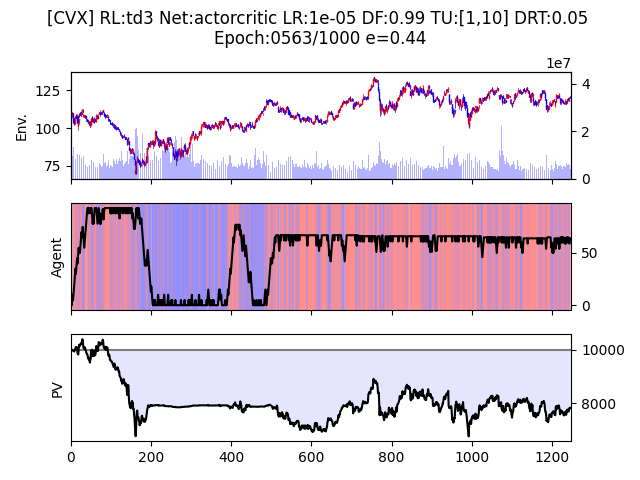 [CVX] RL:td3 Net:actorcritic LR:1e-05 DF:0.99 TU:[1,10] DRT:0.05
Epoch:0563/1000 e=0.44
1e7
125
100
75
Env.
4
2
0
Agent
50
0
PV
10000
8000
0 200 400 600 800 1000 1200